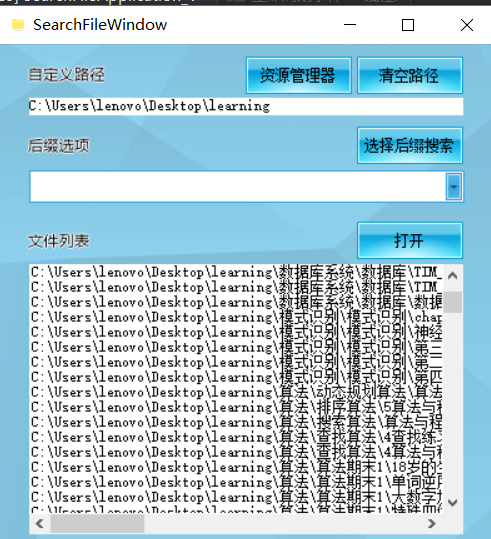 SearchFileWindow
自定义路径
资源管理器
清空路径
C:\Users\lenovo\Desktop\learning
后缀选项
选择后缀搜索
文件列表
打开
C:\Users\lenovo\Desktop\learning\数据库系统\数据库\TIM_
C:\Users\lenovo\Desktop\learning\数据库系统\数据库\TIM_
C:\Users\lenovo\Desktop\learning\数据库系统\数据库\数据
C:\Users\lenovo\Desktop\learning\模式识别\模式识别\chap
C:\Users\lenovo\Desktop\learning\模式识别\模式识别\神经
C:\Users\lenovo\Desktop\learning\模式识别\模式识别\第三
C:\Users\lenovo\Desktop\learning\模式识别\模式识别\第二
C:\Users\lenovo\Desktop\learning\模式识别\模式识别\第四
C:\Users\lenovo\Desktop\learning\算法\动态规划算法\算法
C:\Users\lenovo\Desktop\learning\算法\排序算法\5算法与程
C:\Users\lenovo\Desktop\learning\算法\搜索算法\算法与程
C:\Users\lenovo\Desktop\learning\算法\查找算法\4查找练
C:\Users\lenovo\Desktop\learning\算法\查找算法\4算法与程
C:\Users\lenovo\Desktop\learning\算法\算法期末1\18岁的
C:\Users\lenovo\Desktop\learning\算法\算法期末1\单词逆序
C:\Users\lenovo\Desktop\learning\算法\算法期末1\大数字
C:\Users\lenovo\Desktop\learning\算法\算法期末1\特殊四位